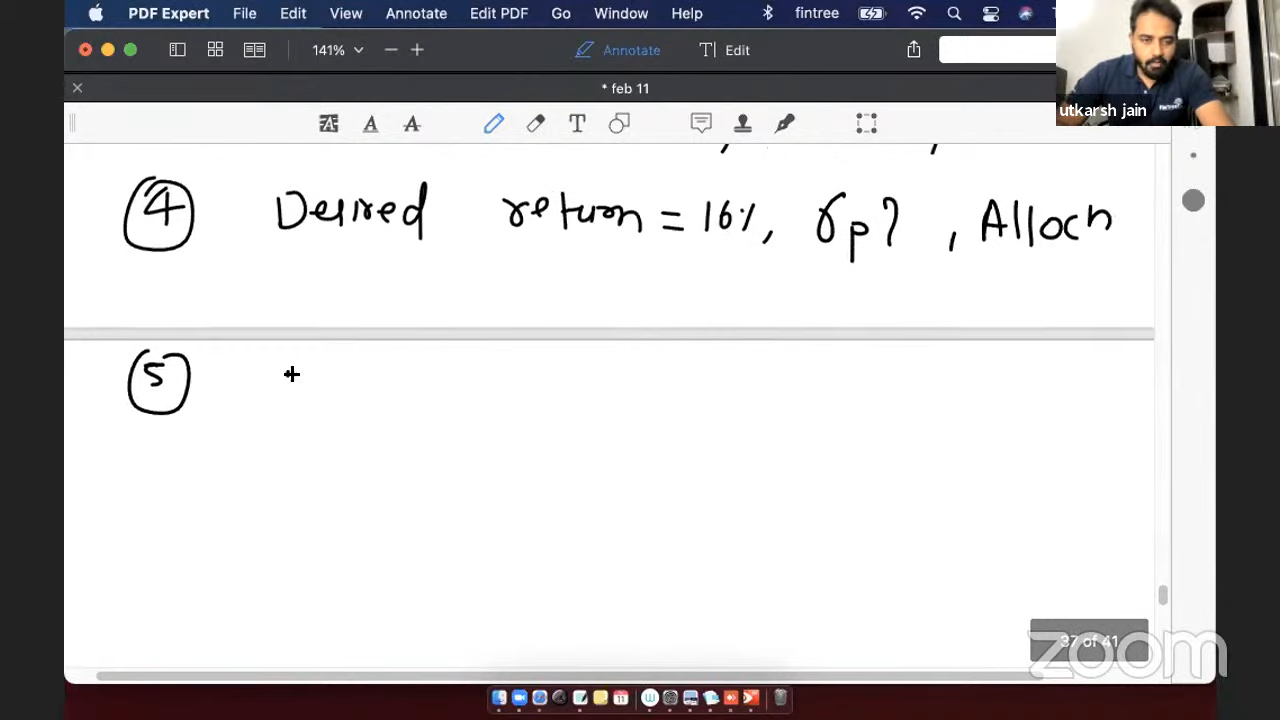 PDF Expert File Edit View Annotate Edit PDF Go Window Help fintree
141% Annotate T Edit
* feb 11
utkarsh jain
A A A T
④ Desired return = 16%, σp? , Allocn
⑤
37 of 41
zoom
11